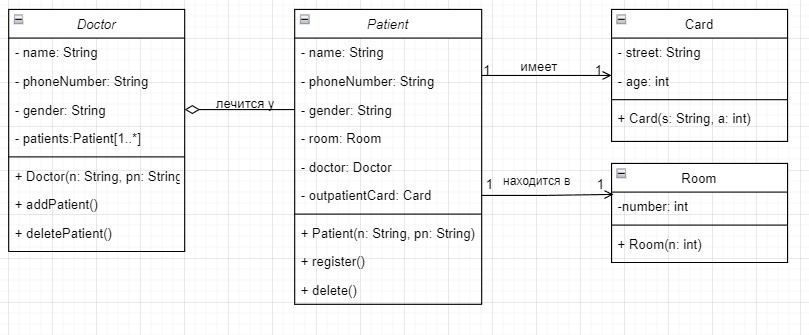 Doctor
- name: String
- phoneNumber: String
- gender: String
- patients:Patient[1..*]
+ Doctor(n: String, pn: String
+ addPatient()
+ deletePatient()
лечится у
Patient
- name: String
- phoneNumber: String
- gender: String
- room: Room
- doctor: Doctor
- outpatientCard: Card
+ Patient(n: String, pn: String)
+ register()
+ delete()
1 имеет 1
1 находится в 1
Card
- street: String
- age: int
+ Card(s: String, a: int)
Room
-number: int
+ Room(n: int)